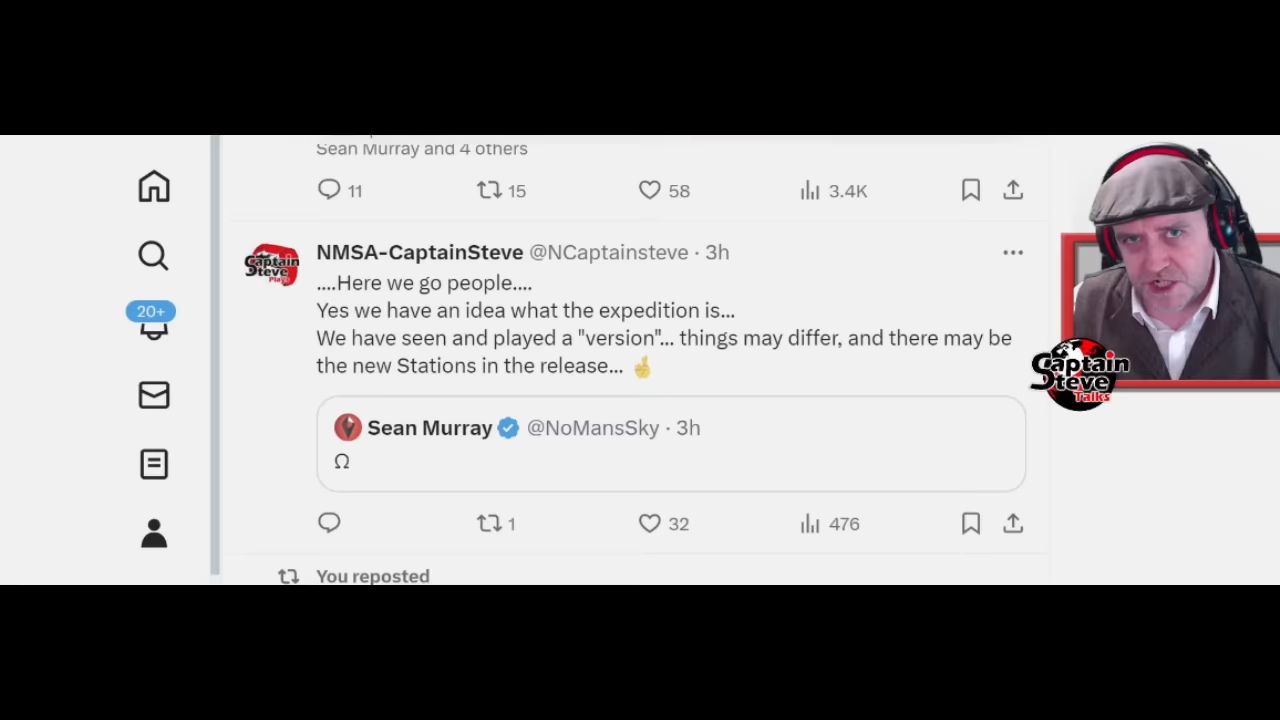 Sean Murray and 4 others
11 15 58 3.4K
NMSA-CaptainSteve @NCaptainsteve · 3h
....Here we go people....
Yes we have an idea what the expedition is...
We have seen and played a "version"... things may differ, and there may be
the new Stations in the release... 🤞
Sean Murray @NoMansSky · 3h
Ω
1 32 476
You reposted
20+
Captain
Steve
Plays
Captain
Steve
Talks